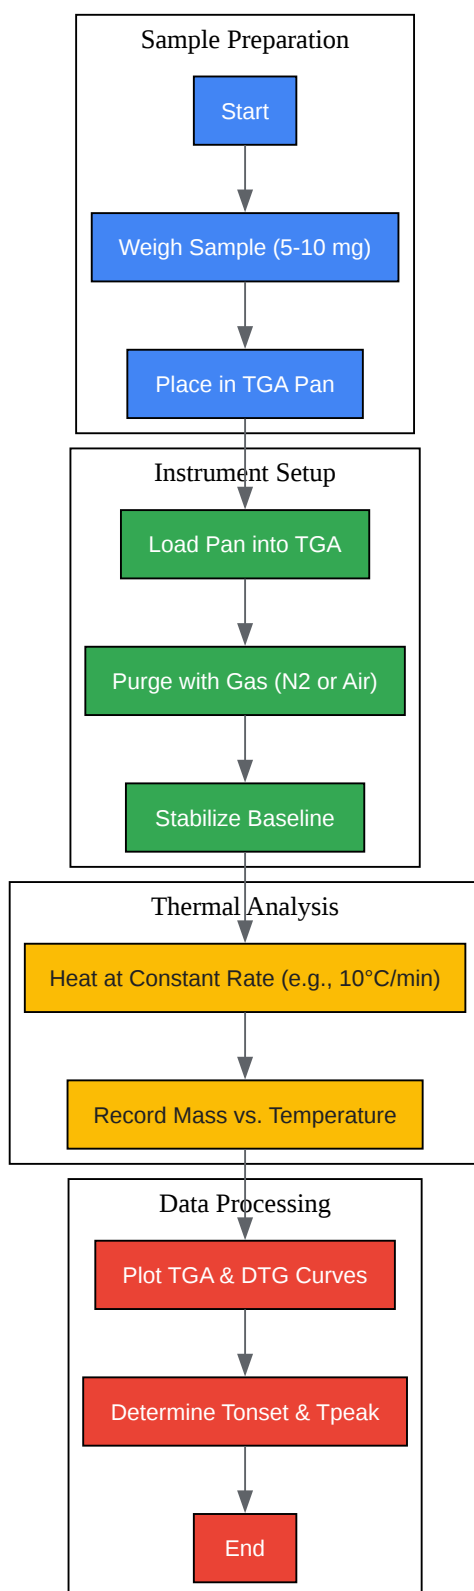 Sample Preparation
Start
Weigh Sample (5-10 mg)
Place in TGA Pan
Instrument Setup
Load Pan into TGA
Purge with Gas (N2 or Air)
Stabilize Baseline
Thermal Analysis
Heat at Constant Rate (e.g., 10°C/min)
Record Mass vs. Temperature
Data Processing
Plot TGA & DTG Curves
Determine Tonset & Tpeak
End